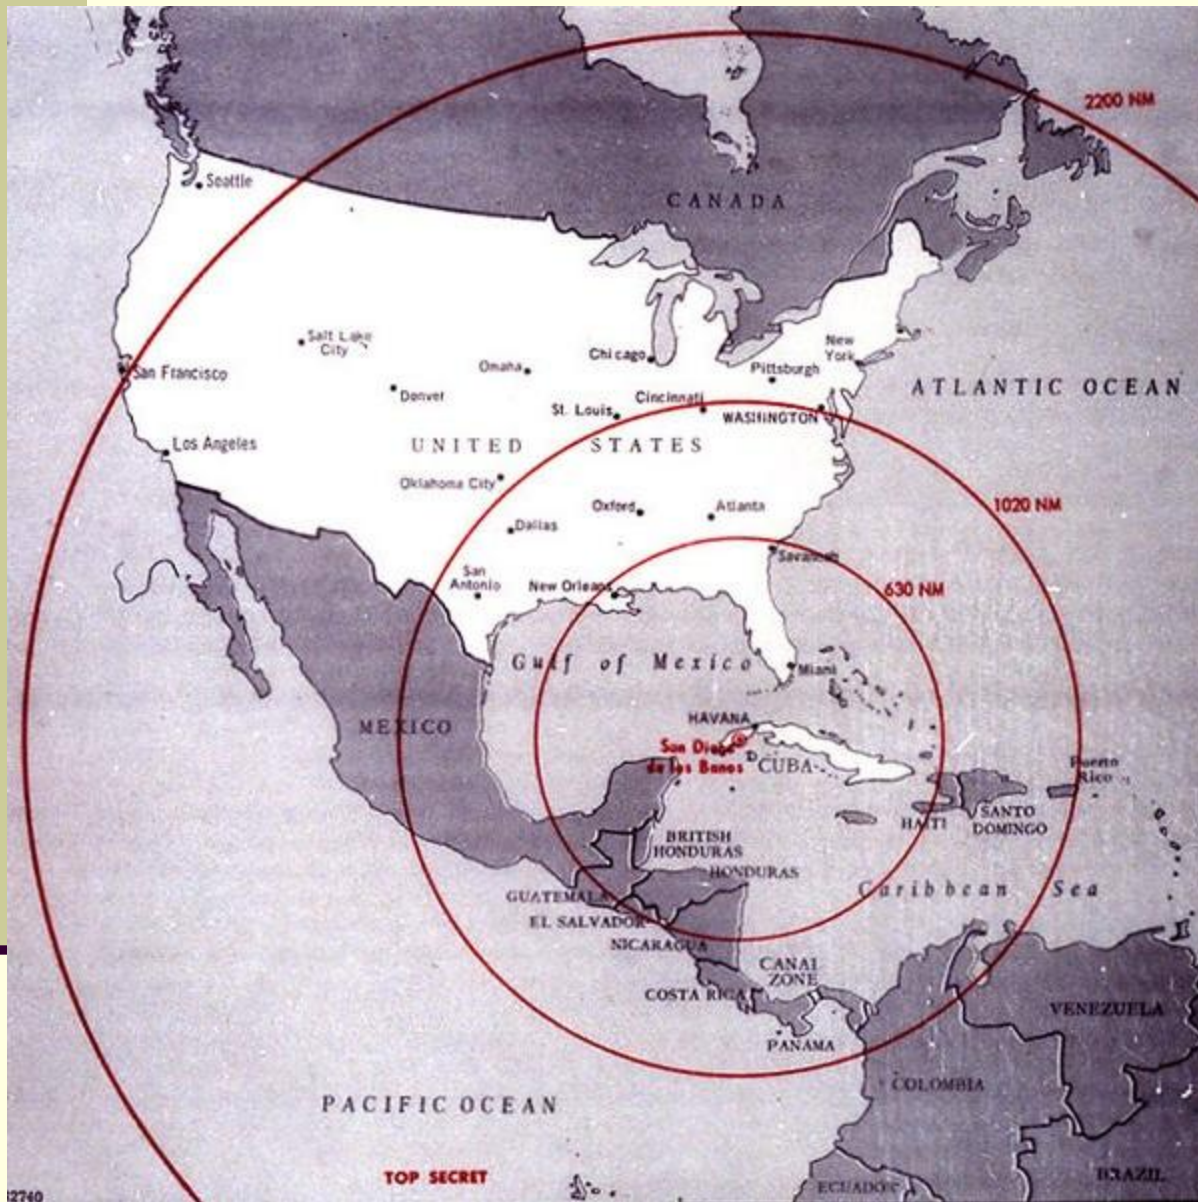 2200 NM
Seattle
CANADA
Salt Lake
City
San Francisco
Denver
Omaha
Chicago
New
York
Pittsburgh
ATLANTIC OCEAN
Cincinnati
St. Louis
WASHINGTON
Los Angeles
UNITED STATES
Oklahoma City
1020 NM
Oxford
Atlanta
Dallas
Savannah
San
Antonio
New Orleans
630 NM
Gulf of Mexico
Miami
MEXICO
HAVANA
San Diego
de los Banos
CUBA
Puerto
Rico
HAITI
SANTO
DOMINGO
BRITISH
HONDURAS
HONDURAS
GUATEMALA
EL SALVADOR
NICARAGUA
Caribbean Sea
CANAL
ZONE
COSTA RICA
PANAMA
VENEZUELA
COLOMBIA
PACIFIC OCEAN
TOP SECRET
ECUADOR
BRAZIL